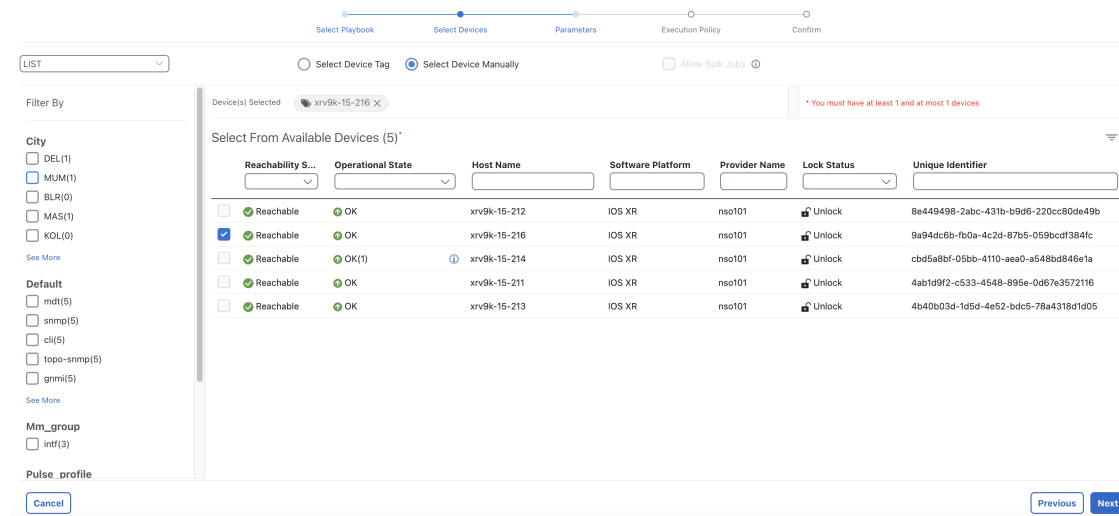 Select Playbook Select Devices Parameters Execution Policy Confirm
LIST Select Device Tag Select Device Manually Allow Bulk Jobs
Filter By
City
DEL(1)
MUM(1)
BLR(0)
MAS(1)
KOL(0)
See More
Default
mdt(5)
snmp(5)
cli(5)
topo-snmp(5)
gnmi(5)
See More
Mm_group
intf(3)
Pulse_profile
Device(s) Selected xrv9k-15-216 * You must have at least 1 and at most 1 devices
Select From Available Devices (5)*
Reachability S... Operational State Host Name Software Platform Provider Name Lock Status Unique Identifier
Reachable OK xrv9k-15-212 IOS XR nso101 Unlock 8e449498-2abc-431b-b9d6-220cc80de49b
Reachable OK xrv9k-15-216 IOS XR nso101 Unlock 9a94dc6b-fb0a-4c2d-87b5-059bcdf384fc
Reachable OK(1) xrv9k-15-214 IOS XR nso101 Unlock cbd5a8bf-05bb-4110-aea0-a548bd846e1a
Reachable OK xrv9k-15-211 IOS XR nso101 Unlock 4ab1d9f2-c533-4548-895e-0d67e3572116
Reachable OK xrv9k-15-213 IOS XR nso101 Unlock 4b40b03d-1d5d-4e52-bdc5-78a4318d1d05
Cancel Previous Next